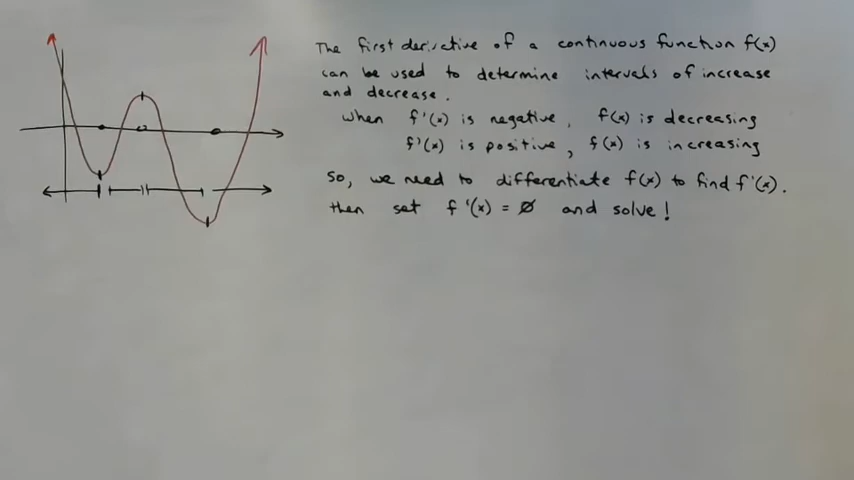 The first derivative of a continuous function f(x)
can be used to determine intervals of increase
and decrease.
when f'(x) is negative, f(x) is decreasing
f'(x) is positive, f(x) is increasing
So, we need to differentiate f(x) to find f'(x).
then set f'(x) = Ø and solve!